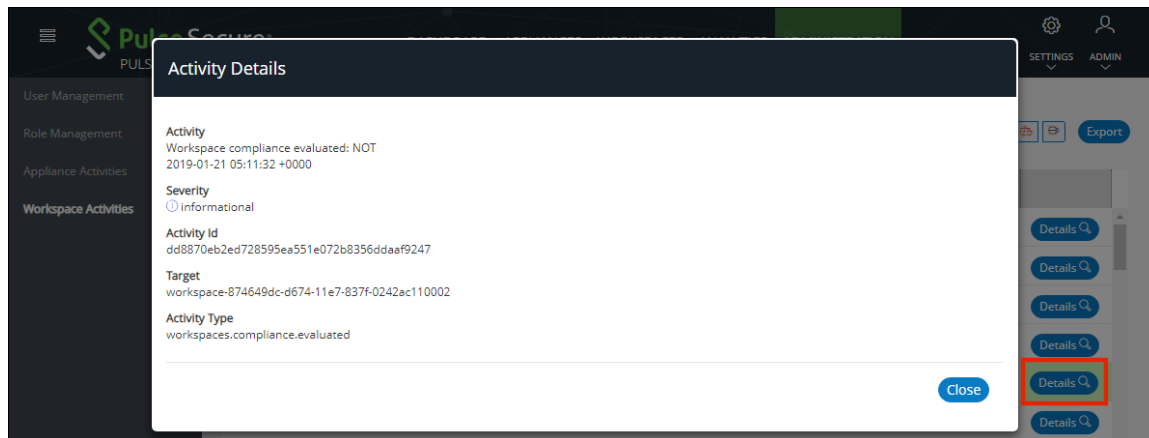 Pulse Secure
PULS
SETTINGS
ADMIN
Activity Details
User Management
Role Management
Appliance Activities
Workspace Activities
Export
Activity
Workspace compliance evaluated: NOT
2019-01-21 05:11:32 +0000
Severity
informational
Activity Id
dd8870eb2ed728595ea551e072b8356ddaaf9247
Target
workspace-874649dc-d674-11e7-837f-0242ac110002
Activity Type
workspaces.compliance.evaluated
Close
Details
Details
Details
Details
Details
Details